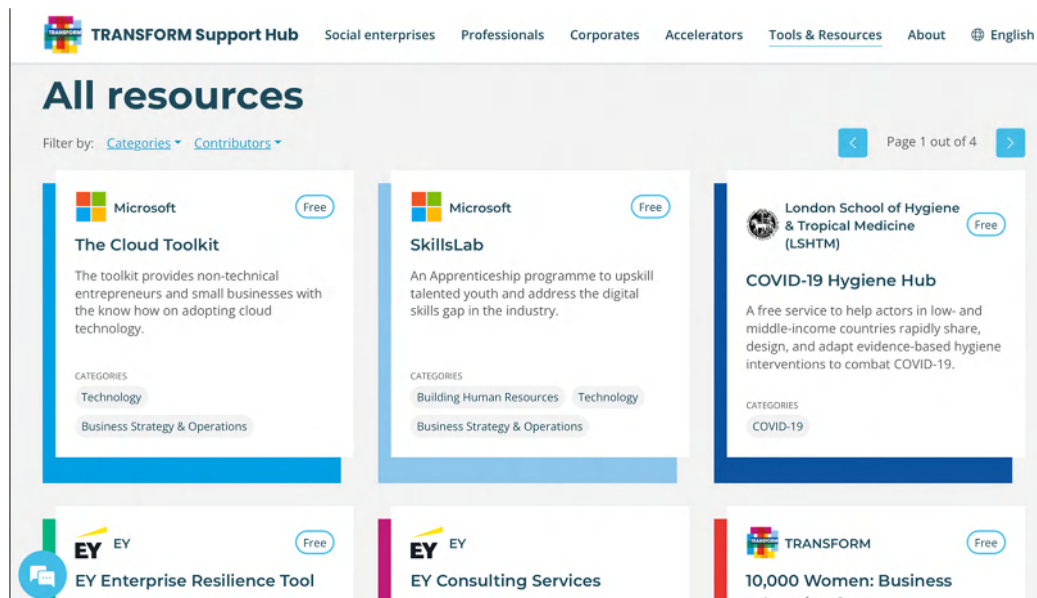 TRANSFORM Support Hub
Social enterprises
Professionals
Corporates
Accelerators
Tools & Resources
About
English
All resources
Filter by: Categories Contributors
Page 1 out of 4
Microsoft
Free
The Cloud Toolkit
The toolkit provides non-technical
entrepreneurs and small businesses with
the know how on adopting cloud
technology.
CATEGORIES
Technology
Business Strategy & Operations
Microsoft
Free
SkillsLab
An Apprenticeship programme to upskill
talented youth and address the digital
skills gap in the industry.
CATEGORIES
Building Human Resources
Technology
Business Strategy & Operations
London School of Hygiene
& Tropical Medicine
(LSHTM)
Free
COVID-19 Hygiene Hub
A free service to help actors in low- and
middle-income countries rapidly share,
design, and adapt evidence-based hygiene
interventions to combat COVID-19.
CATEGORIES
COVID-19
EY
EY
Free
EY Enterprise Resilience Tool
EY
EY
EY Consulting Services
TRANSFORM
TRANSFORM
Free
10,000 Women: Business